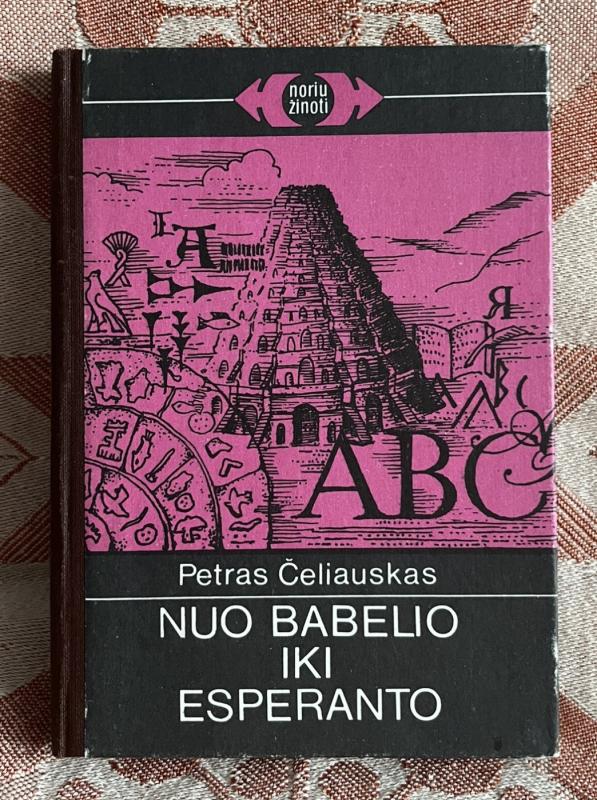 noriu
žinoti
I
A
Я
ABC
Petras Čeliauskas
NUO BABELIO
IKI
ESPERANTO